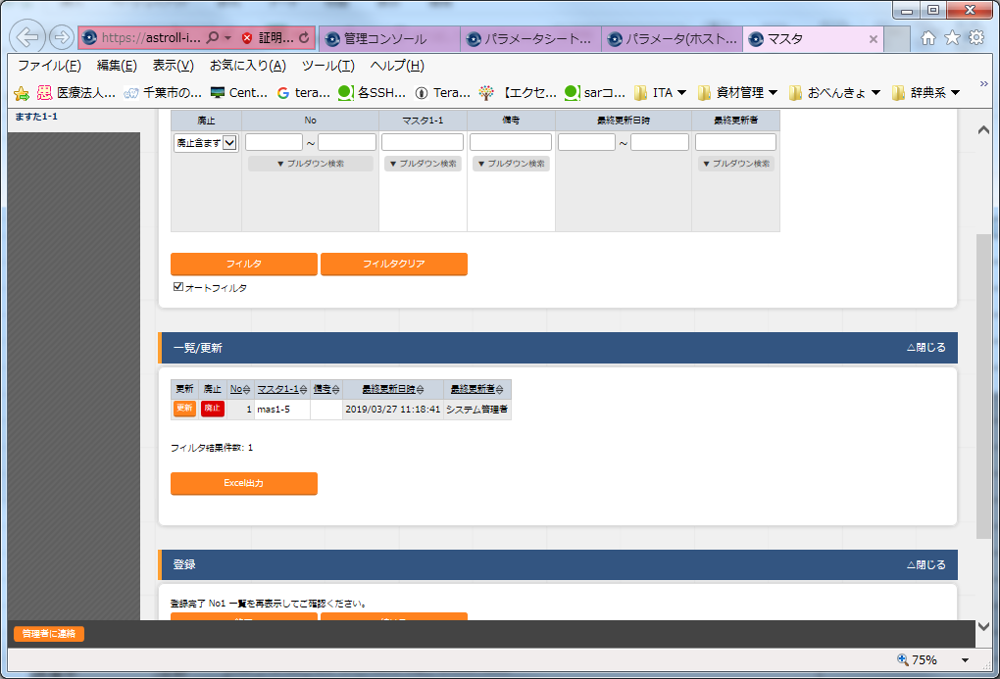 https://astroll-i... 証明... 管理コンソール パラメータシート... パラメータ(ホスト... マスタ
ファイル(F) 編集(E) 表示(V) お気に入り(A) ツール(T) ヘルプ(H)
医療法人... 千葉市の... Cent... tera... 各SSH... Tera... 【エクセ... sarコ... ITA 資材管理 おべんきょ 辞典系
ますた1-1
廃止 No マスタ1-1 備考 最終更新日時 最終更新者
廃止含まず ～ ～
▼プルダウン検索 ▼プルダウン検索 ▼プルダウン検索 ▼プルダウン検索
フィルタ フィルタクリア
オートフィルタ
一覧/更新 △閉じる
更新 廃止 No マスタ1-1 備考 最終更新日時 最終更新者
更新 廃止 1 mas1-5 2019/03/27 11:18:41 システム管理者
フィルタ結果件数: 1
Excel出力
登録 △閉じる
登録完了 No1 一覧を再表示してご確認ください。
管理者に連絡
75%